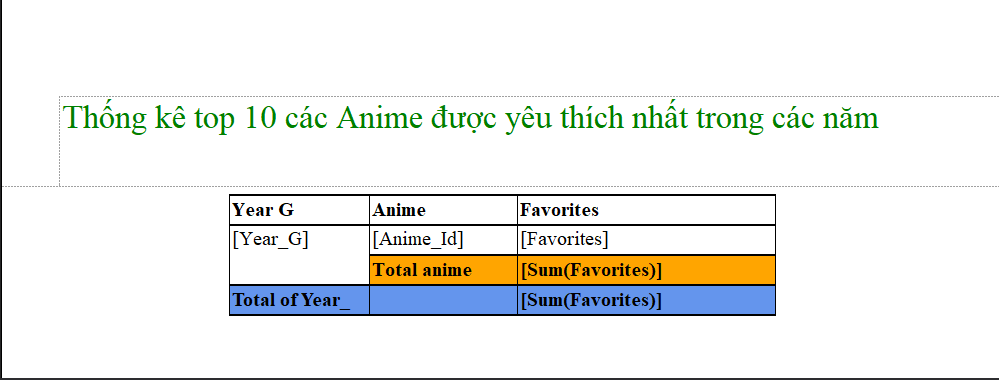 Thống kê top 10 các Anime được yêu thích nhất trong các năm
Year G Anime Favorites
[Year_G] [Anime_Id] [Favorites]
Total anime [Sum(Favorites)]
Total of Year_ [Sum(Favorites)]